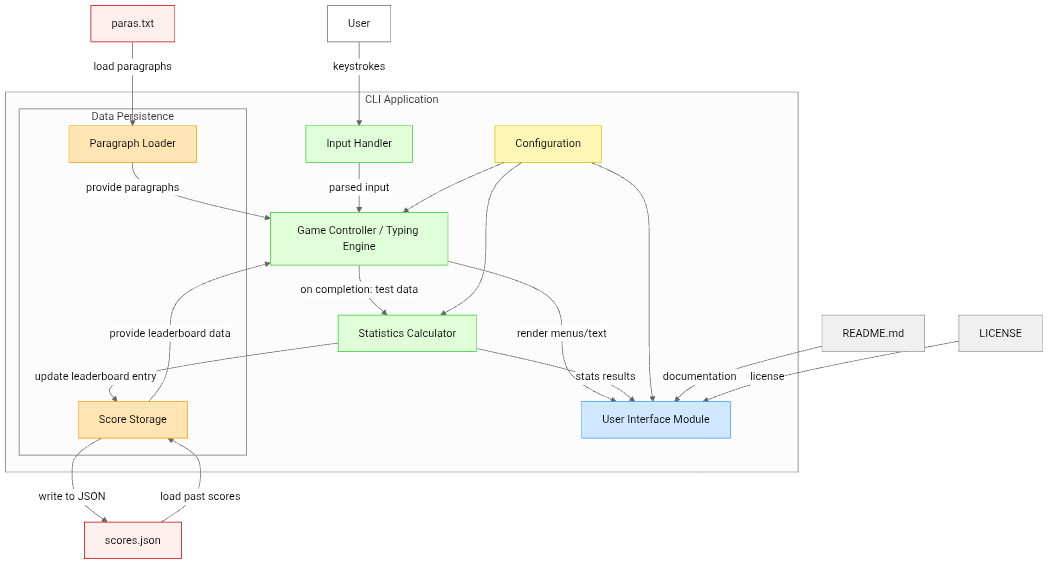 paras.txt
User
load paragraphs
keystrokes
CLI Application
Data Persistence
Paragraph Loader
Input Handler
Configuration
provide paragraphs
parsed input
Game Controller / Typing
Engine
on completion: test data
provide leaderboard data
Statistics Calculator
render menus/text
README.md
LICENSE
update leaderboard entry
stats results
documentation
license
Score Storage
User Interface Module
write to JSON
load past scores
scores.json